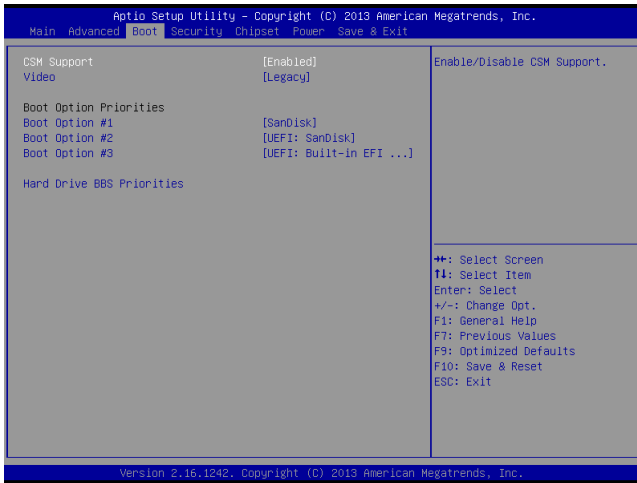 Aptio Setup Utility – Copyright (C) 2013 American Megatrends, Inc.
Main Advanced Boot Security Chipset Power Save & Exit
CSM Support [Enabled]
Video [Legacy]
Boot Option Priorities
Boot Option #1 [SanDisk]
Boot Option #2 [UEFI: SanDisk]
Boot Option #3 [UEFI: Built-in EFI ...]
Hard Drive BBS Priorities
Enable/Disable CSM Support.
→←: Select Screen
↑↓: Select Item
Enter: Select
+/-: Change Opt.
F1: General Help
F7: Previous Values
F9: Optimized Defaults
F10: Save & Reset
ESC: Exit
Version 2.16.1242. Copyright (C) 2013 American Megatrends, Inc.